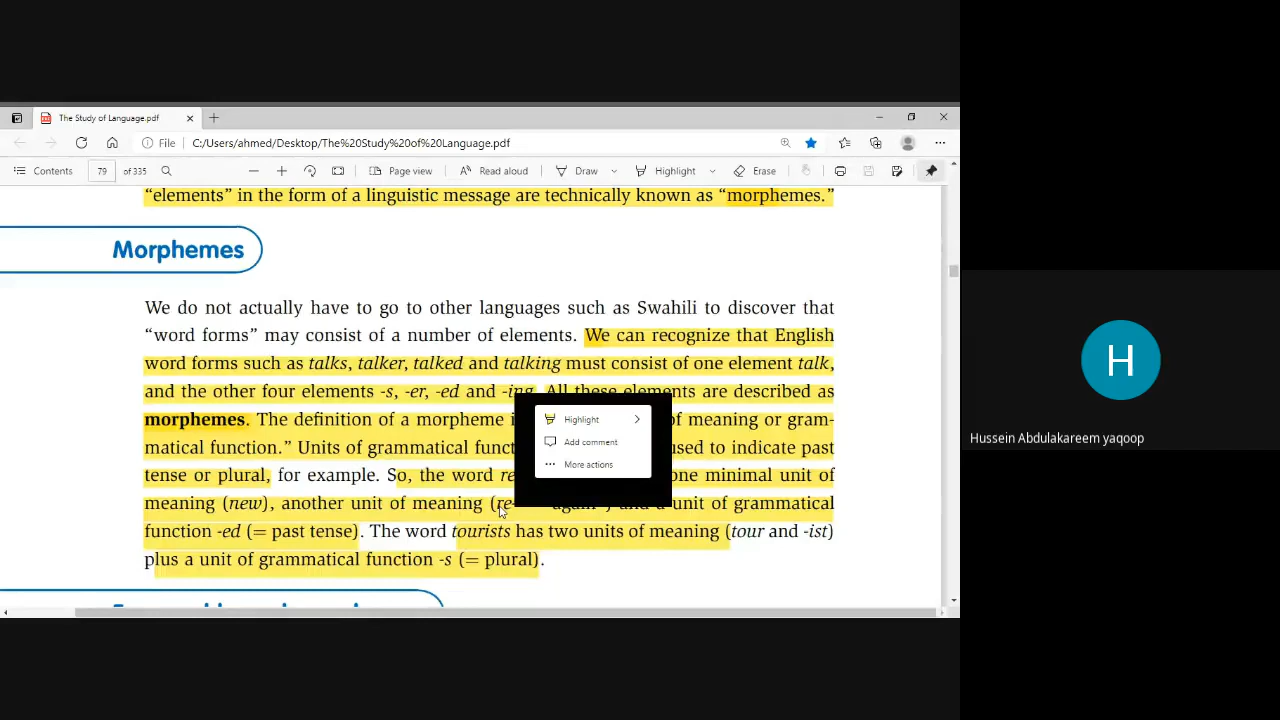 The Study of Language.pdf
File C:/Users/ahmed/Desktop/The%20Study%20of%20Language.pdf
Contents 79 of 335 Page view Read aloud Draw Highlight Erase
“elements” in the form of a linguistic message are technically known as “morphemes.”
Morphemes
We do not actually have to go to other languages such as Swahili to discover that
“word forms” may consist of a number of elements. We can recognize that English
word forms such as talks, talker, talked and talking must consist of one element talk,
and the other four elements -s, -er, -ed and -ing. All these elements are described as
morphemes. The definition of a morpheme of meaning or gram-
matical function.” Units of grammatical used to indicate past
tense or plural, for example. So, the word one minimal unit of
meaning (new), another unit of meaning (re- and a unit of grammatical
function -ed (= past tense). The word tourists has two units of meaning (tour and -ist)
plus a unit of grammatical function -s (= plural).
Highlight
Add comment
More actions
H
Hussein Abdulakareem yaqoop